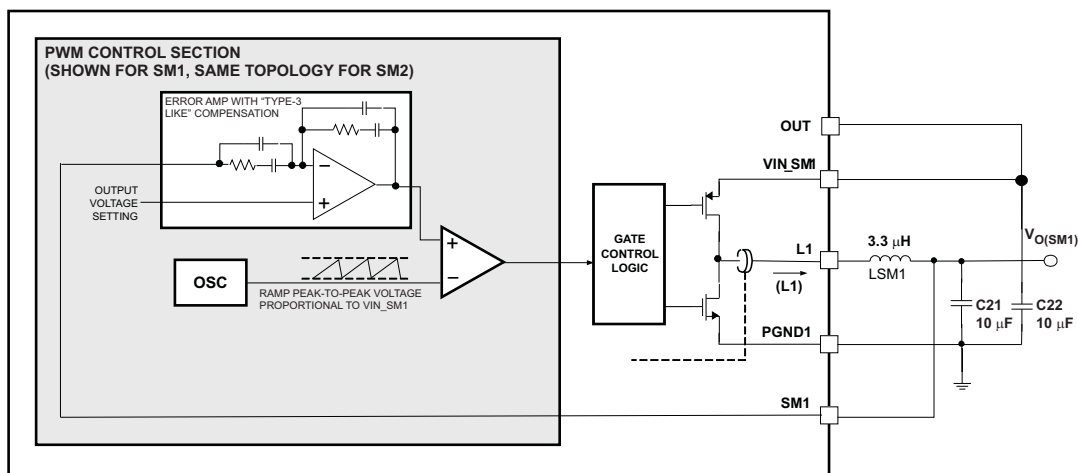 PWM CONTROL SECTION
(SHOWN FOR SM1, SAME TOPOLOGY FOR SM2)
ERROR AMP WITH “TYPE-3
LIKE” COMPENSATION
−
+
OUTPUT
VOLTAGE
SETTING
+
−
OSC
RAMP PEAK-TO-PEAK VOLTAGE
PROPORTIONAL TO VIN_SM1
GATE
CONTROL
LOGIC
OUT
VIN_SM1
L1
(L1)
PGND1
SM1
3.3 μH
LSM1
VO(SM1)
C21
10 μF
C22
10 μF